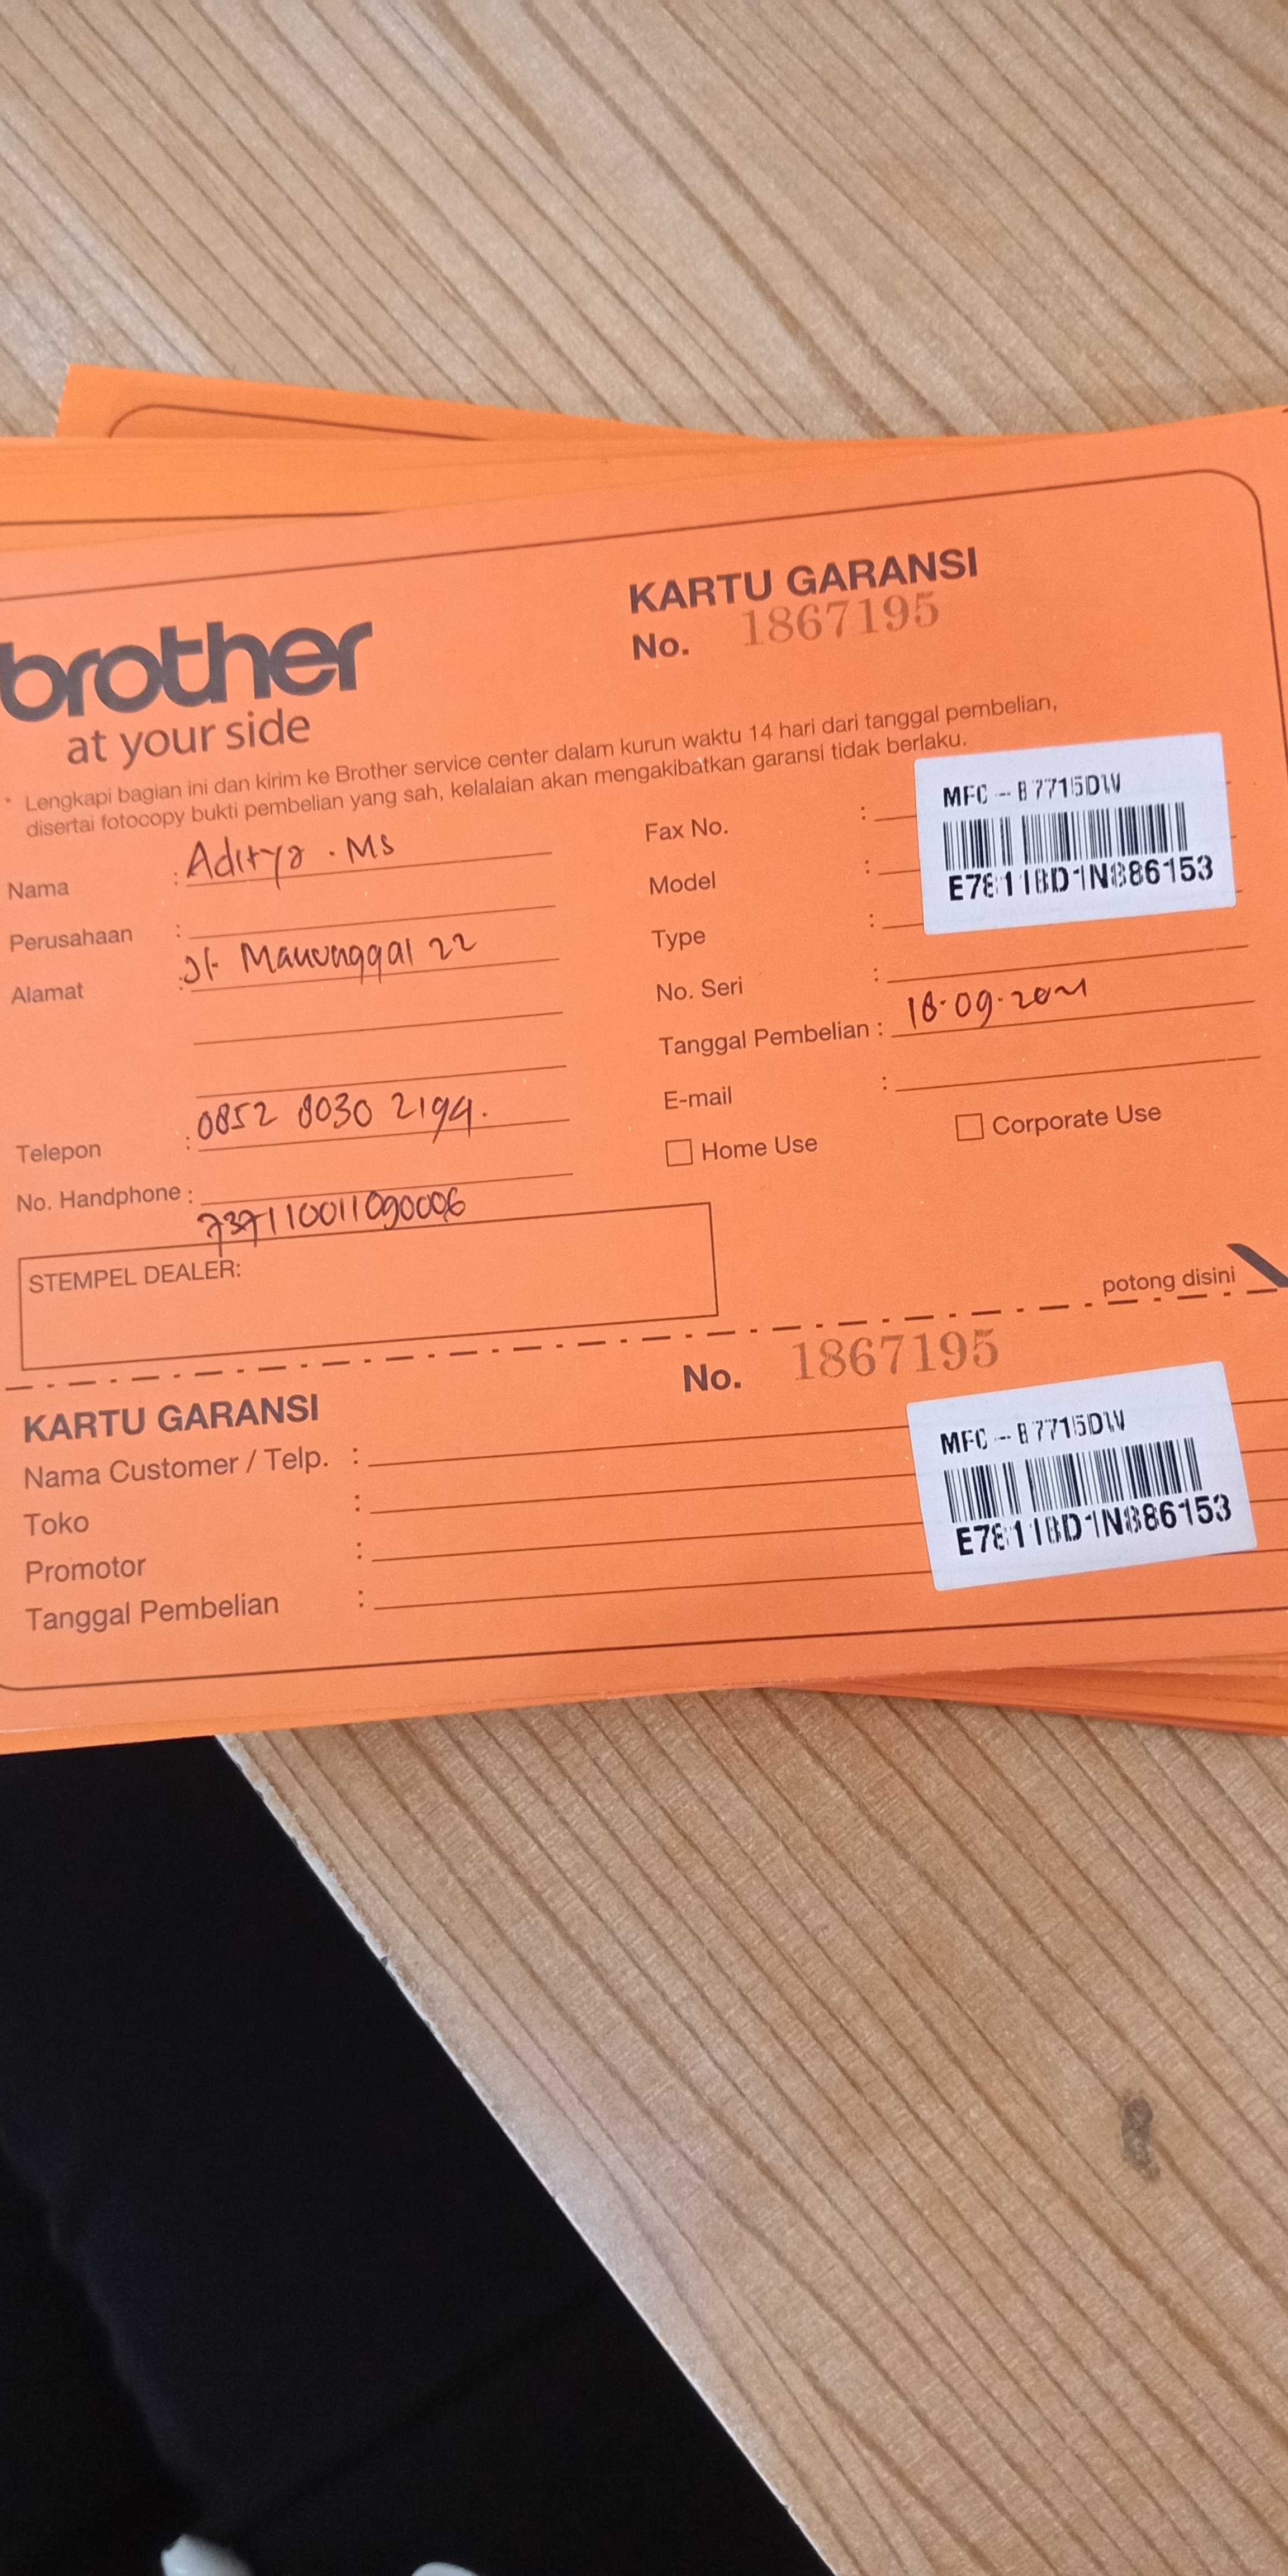 brother
at your side
KARTU GARANSI
No. 1867195
* Lengkapi bagian ini dan kirim ke Brother service center dalam kurun waktu 14 hari dari tanggal pembelian,
disertai fotocopy bukti pembelian yang sah, kelalaian akan mengakibatkan garansi tidak berlaku.
Nama : Aditya . MS
Perusahaan :
Alamat : Jl. Manunggal 22
Telepon : 0852 8030 2194.
No. Handphone :
7371110011090006
Fax No. :
Model :
Type :
No. Seri :
Tanggal Pembelian : 18.09.2021
E-mail :
Home Use
Corporate Use
MFC-B7715DW
E78118D1N886153
STEMPEL DEALER:
potong disini
KARTU GARANSI
No. 1867195
Nama Customer / Telp. :
Toko :
Promotor :
Tanggal Pembelian :
MFC-B7715DW
E78118D1N886153